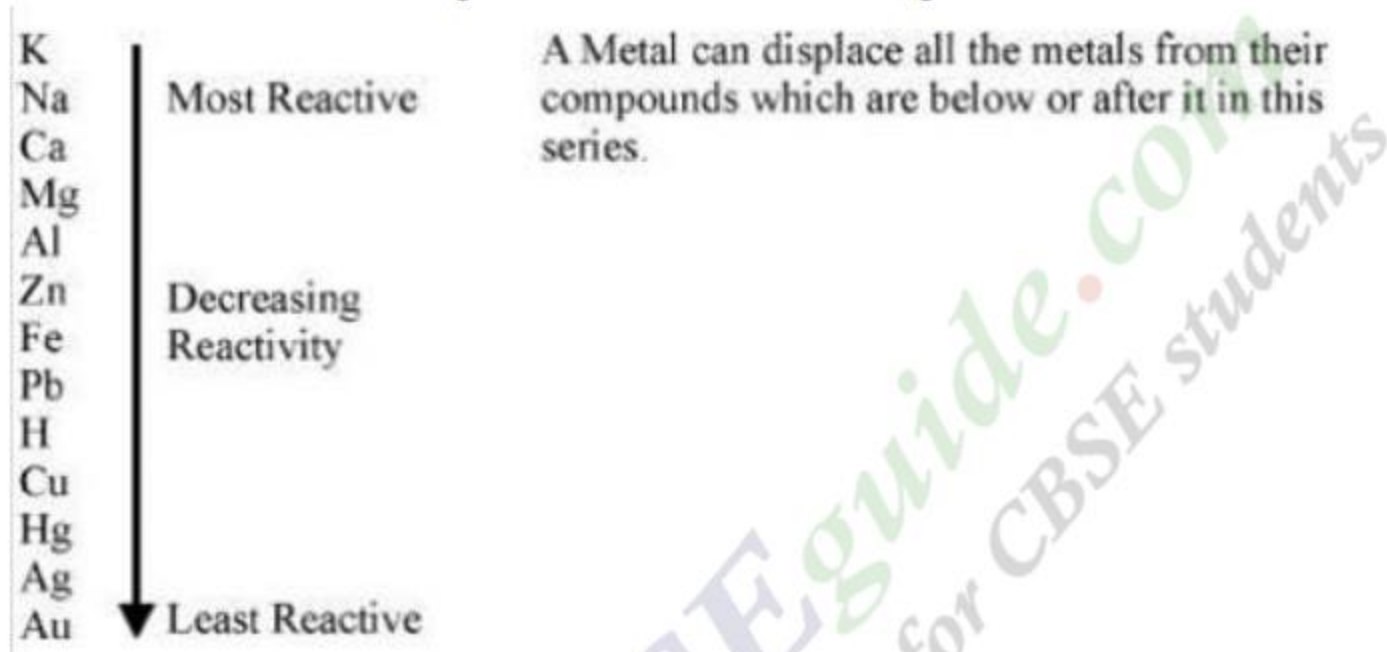 K
Na
Ca
Mg
Al
Zn
Fe
Pb
H
Cu
Hg
Ag
Au
Most Reactive
Decreasing
Reactivity
Least Reactive
A Metal can displace all the metals from their
compounds which are below or after it in this
series.
Eguide.com
for CBSE students